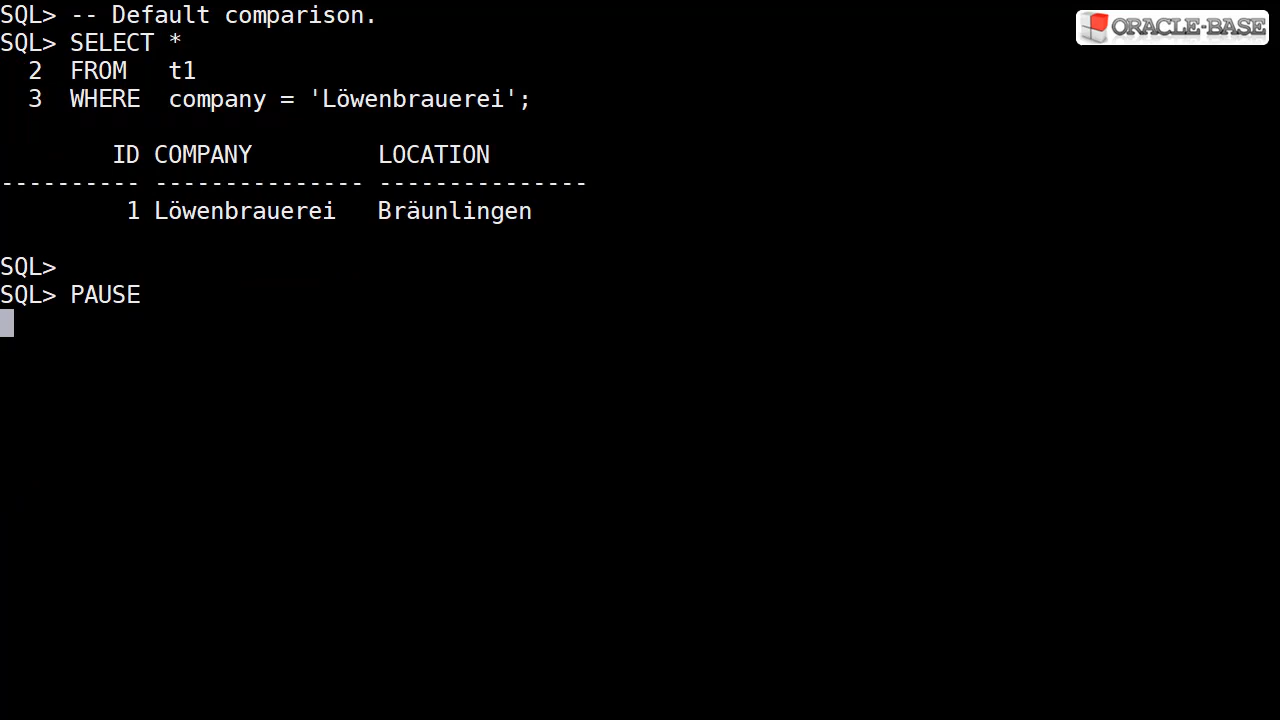 SQL> -- Default comparison.
ORACLE-BASE
SQL> SELECT *
  2  FROM   t1
  3  WHERE  company = 'Löwenbrauerei';

        ID COMPANY         LOCATION
---------- --------------- ---------------
         1 Löwenbrauerei   Bräunlingen

SQL>
SQL> PAUSE